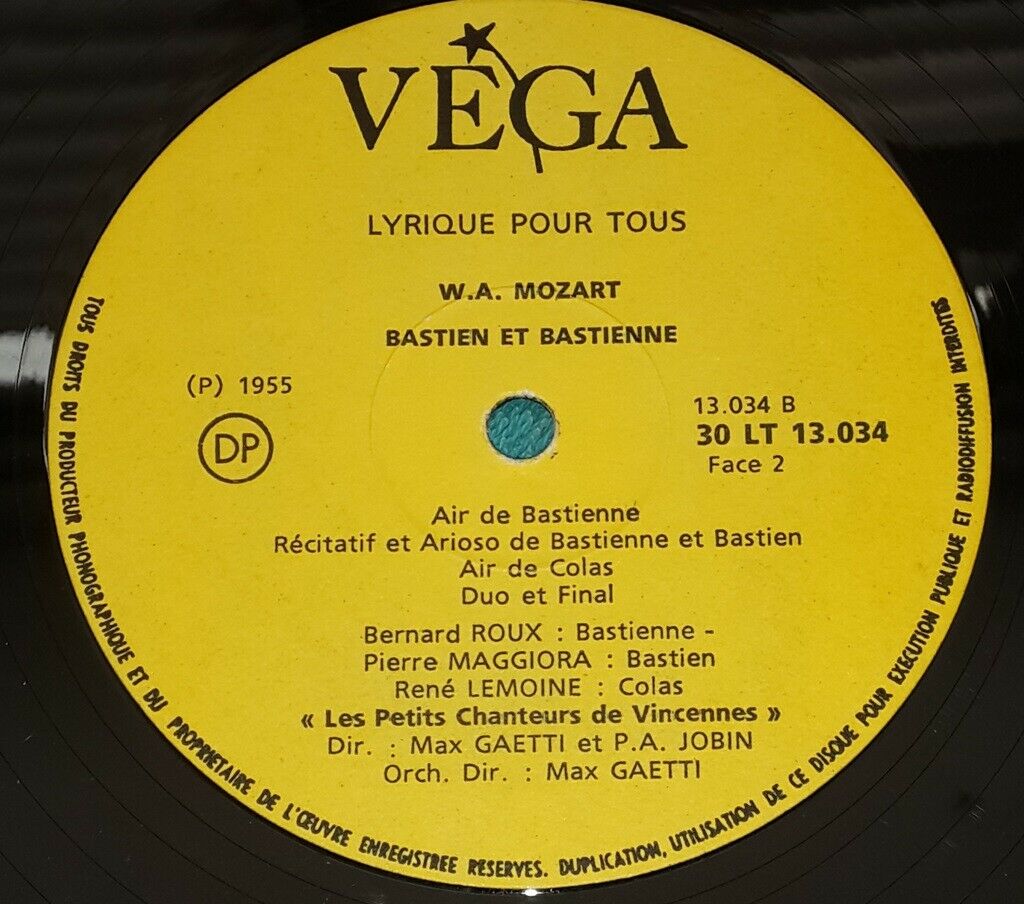 VÉGA
LYRIQUE POUR TOUS
W.A. MOZART
BASTIEN ET BASTIENNE
(P) 1955
DP
13.034 B
30 LT 13.034
Face 2
Air de Bastienne
Récitatif et Arioso de Bastienne et Bastien
Air de Colas
Duo et Final
Bernard ROUX : Bastienne -
Pierre MAGGIORA : Bastien
René LEMOINE : Colas
« Les Petits Chanteurs de Vincennes »
Dir. : Max GAETTI et P.A. JOBIN
Orch. Dir. : Max GAETTI
TOUS DROITS DU PRODUCTEUR PHONOGRAPHIQUE ET DU PROPRIETAIRE DE L'ŒUVRE ENREGISTREE RESERVES. DUPLICATION, UTILISATION DE CE DISQUE POUR EXECUTION PUBLIQUE ET RADIODIFFUSION INTERDITES